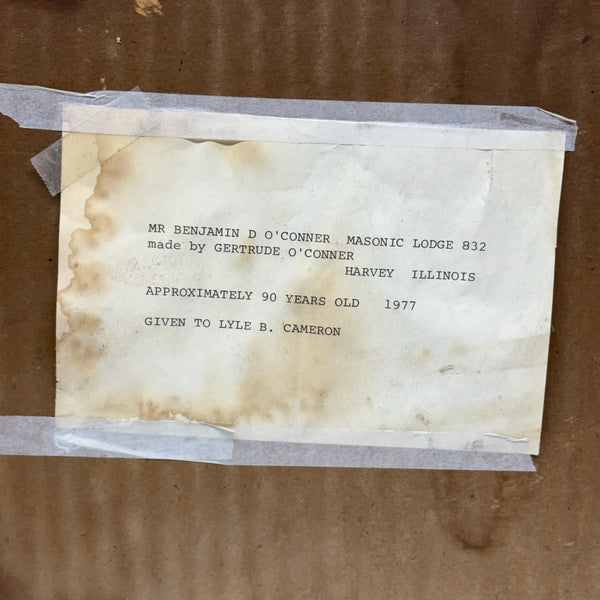 MR BENJAMIN D O'CONNER MASONIC LODGE 832
made by GERTRUDE O'CONNER
HARVEY ILLINOIS
APPROXIMATELY 90 YEARS OLD 1977
GIVEN TO LYLE B. CAMERON